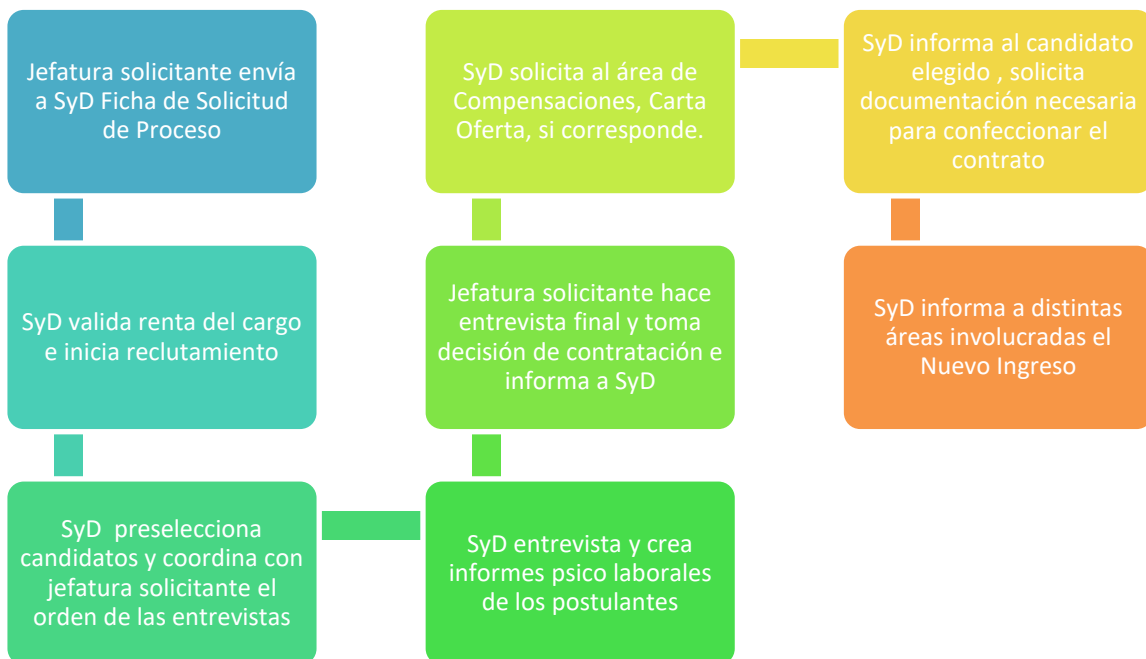 Jefatura solicitante envía
a SyD Ficha de Solicitud
de Proceso
SyD valida renta del cargo
e inicia reclutamiento
SyD preselecciona
candidatos y coordina con
jefatura solicitante el
orden de las entrevistas
SyD entrevista y crea
informes psico laborales
de los postulantes
Jefatura solicitante hace
entrevista final y toma
decisión de contratación e
informa a SyD
SyD solicita al área de
Compensaciones, Carta
Oferta, si corresponde.
SyD informa al candidato
elegido , solicita
documentación necesaria
para confeccionar el
contrato
SyD informa a distintas
áreas involucradas el
Nuevo Ingreso